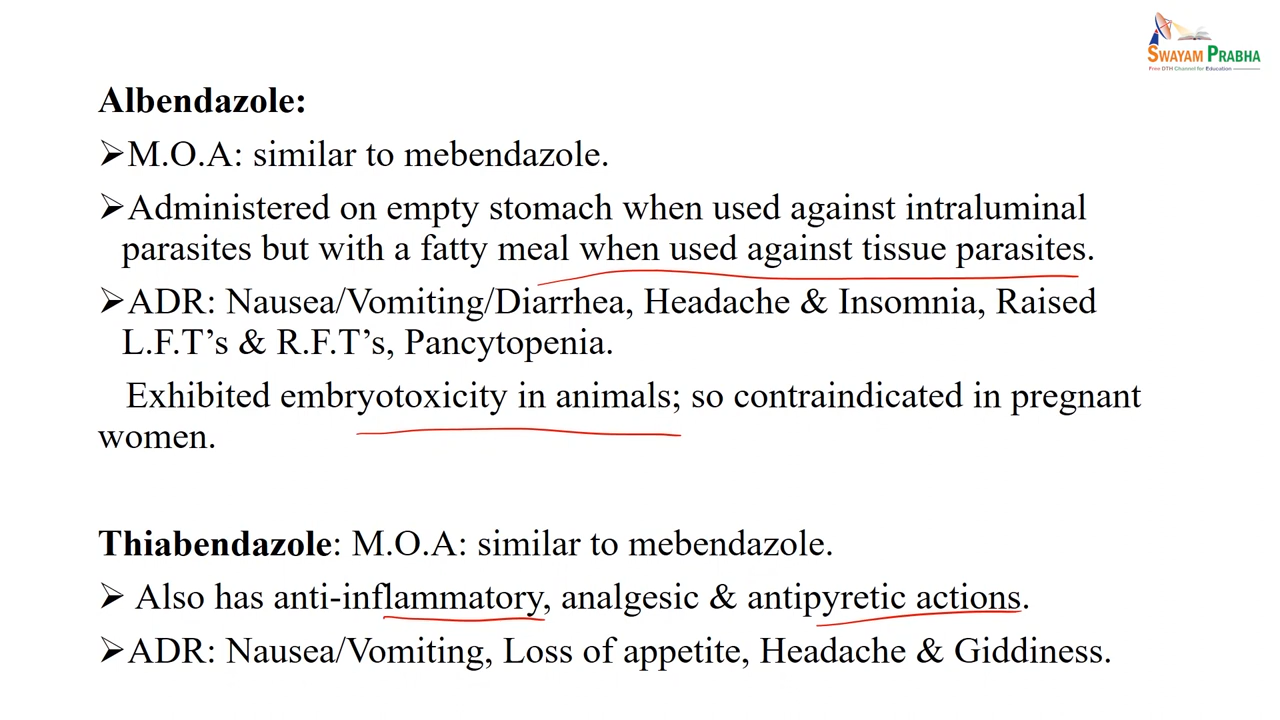 SWAYAM PRABHA
Free DTH Channel for Education
Albendazole:
➢M.O.A: similar to mebendazole.
➢Administered on empty stomach when used against intraluminal
parasites but with a fatty meal when used against tissue parasites.
➢ADR: Nausea/Vomiting/Diarrhea, Headache & Insomnia, Raised
L.F.T’s & R.F.T’s, Pancytopenia.
Exhibited embryotoxicity in animals; so contraindicated in pregnant
women.
Thiabendazole: M.O.A: similar to mebendazole.
➢ Also has anti-inflammatory, analgesic & antipyretic actions.
➢ADR: Nausea/Vomiting, Loss of appetite, Headache & Giddiness.